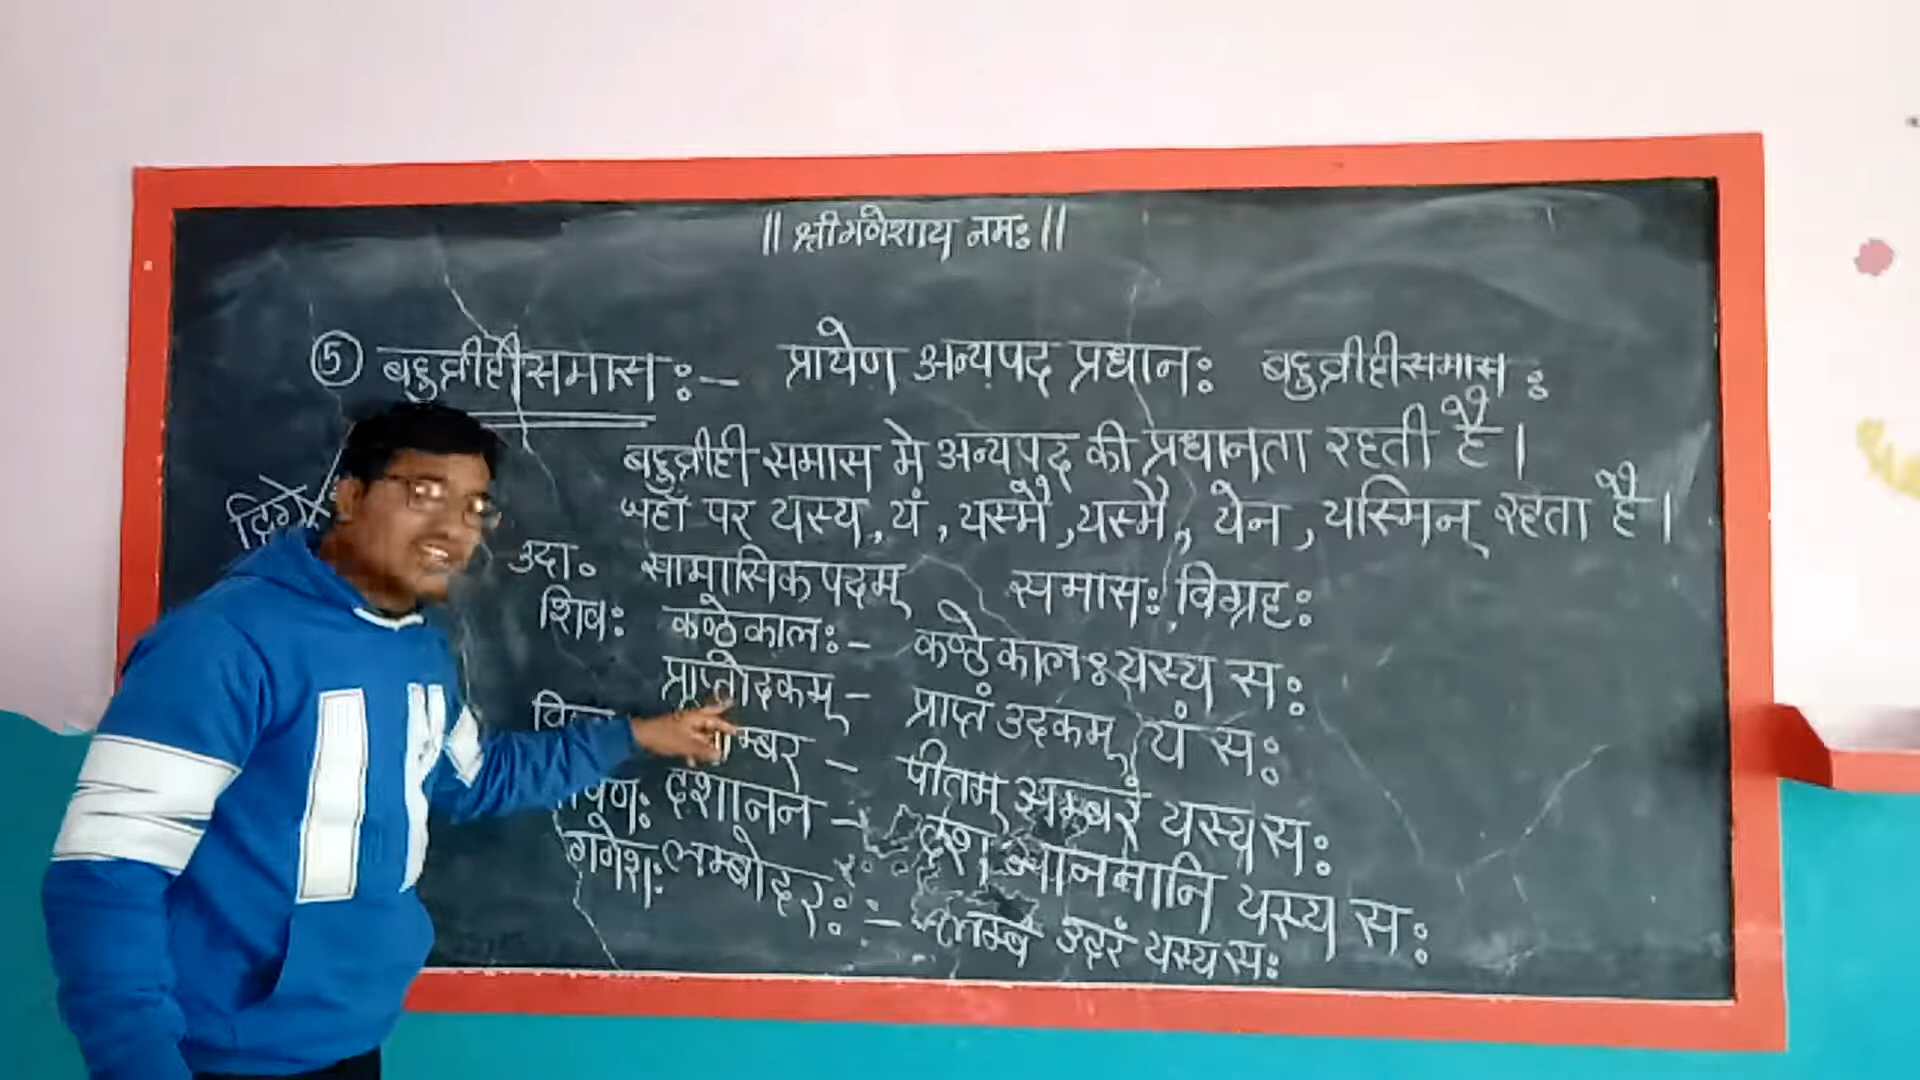 ॥ श्रीगणेशाय नमः ॥
⑤ बहुव्रीही समासः :– प्रायेण अन्यपद प्रधानः बहुव्रीहीसमासः
बहुव्रीही समास मे अन्यपद की प्रधानता रहती है ।
जहाँ पर यस्य, यं, यस्मै, यस्मै, येन, यस्मिन् रहता है ।
उदा० सामासिक पदम् समासः विग्रहः
शिवः कण्ठेकालः – कण्ठे कालः यस्य सः
प्राप्तोदकम् – प्राप्तं उदकम् यं सः
म्बर – पीतम् अम्बरं यस्य सः
दशानन – दश आननानि यस्य सः
गणेशः लम्बोदरः :– लम्बं उदरं यस्य सः